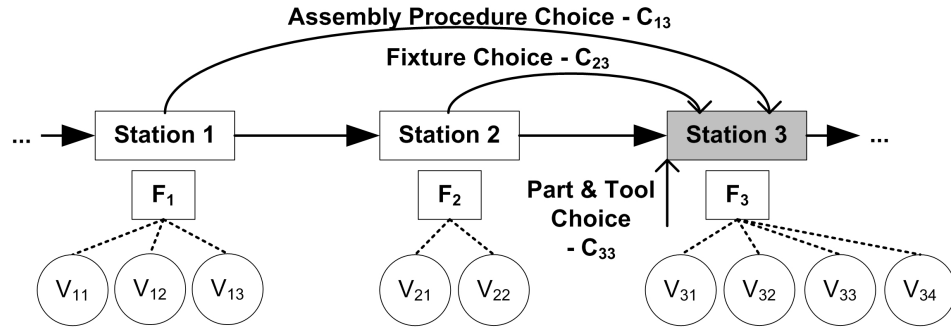 Assembly Procedure Choice - C₁₃
Fixture Choice - C₂₃
... Station 1 Station 2 Station 3 ...
F₁ F₂ F₃
Part & Tool
Choice
- C₃₃
V₁₁ V₁₂ V₁₃ V₂₁ V₂₂ V₃₁ V₃₂ V₃₃ V₃₄